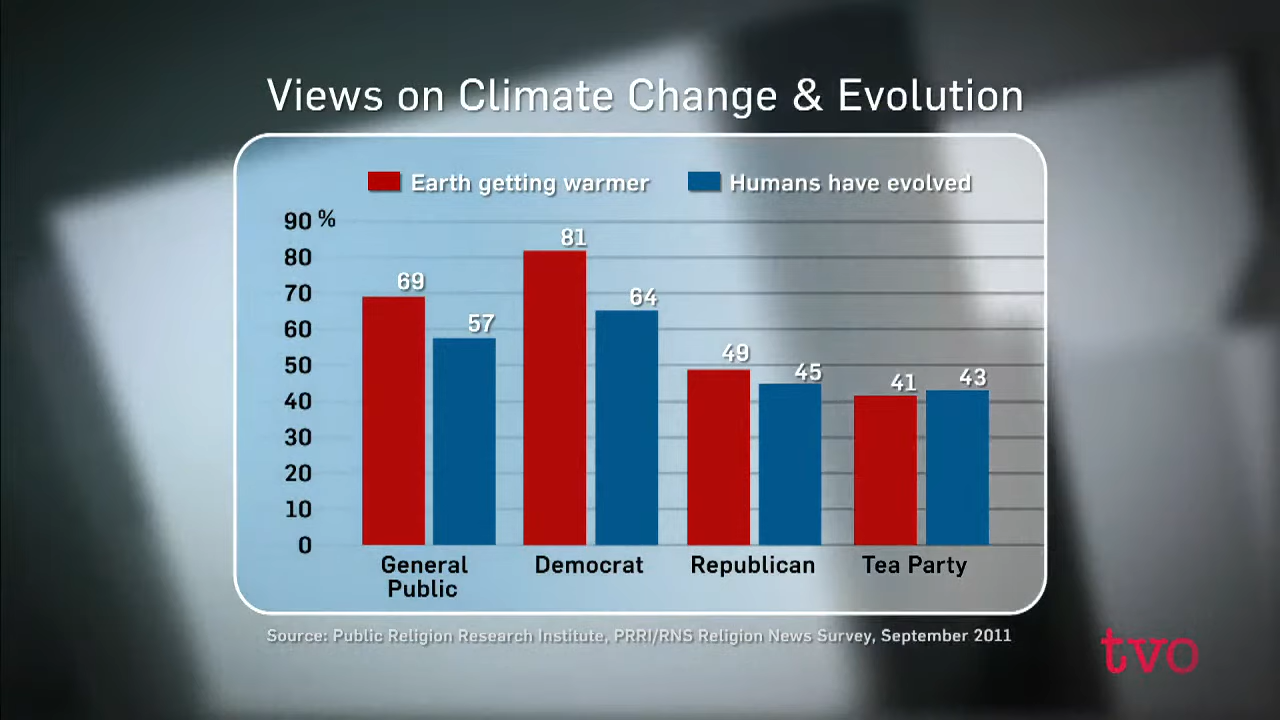 Views on Climate Change & Evolution
Earth getting warmer
Humans have evolved
90 %
80
70
60
50
40
30
20
10
0
69
57
81
64
49
45
41
43
General
Public
Democrat
Republican
Tea Party
Source: Public Religion Research Institute, PRRI/RNS Religion News Survey, September 2011
tvo